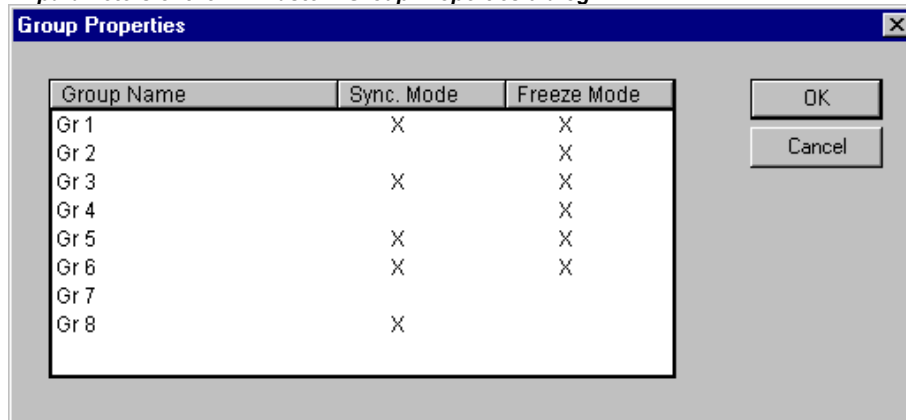 Group Properties
Group Name Sync. Mode Freeze Mode
Gr 1 X X
Gr 2 X
Gr 3 X X
Gr 4 X
Gr 5 X X
Gr 6 X X
Gr 7
Gr 8 X
OK
Cancel